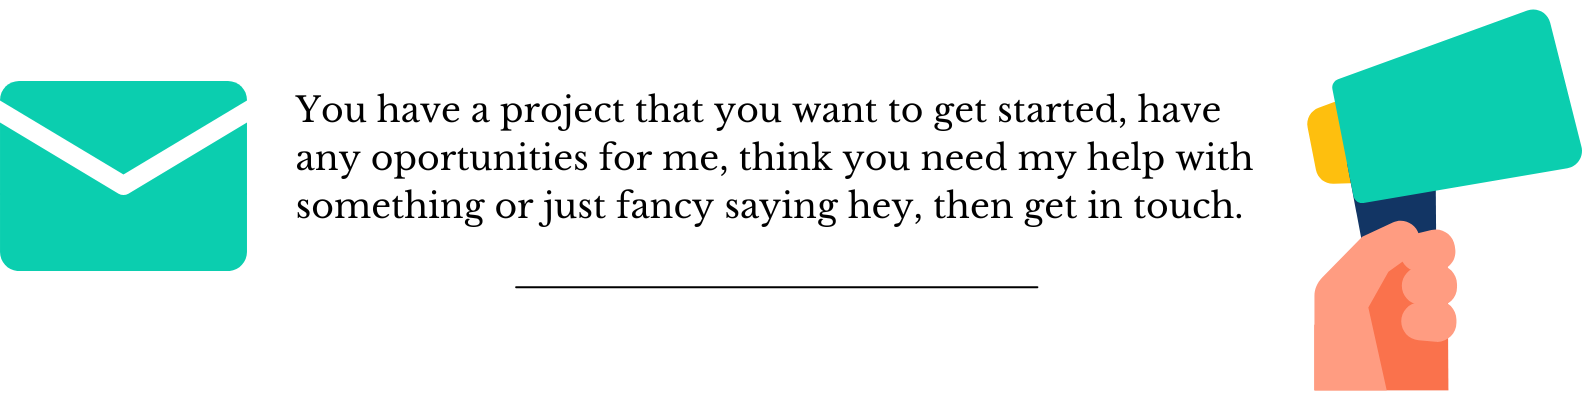 You have a project that you want to get started, have
any oportunities for me, think you need my help with
something or just fancy saying hey, then get in touch.